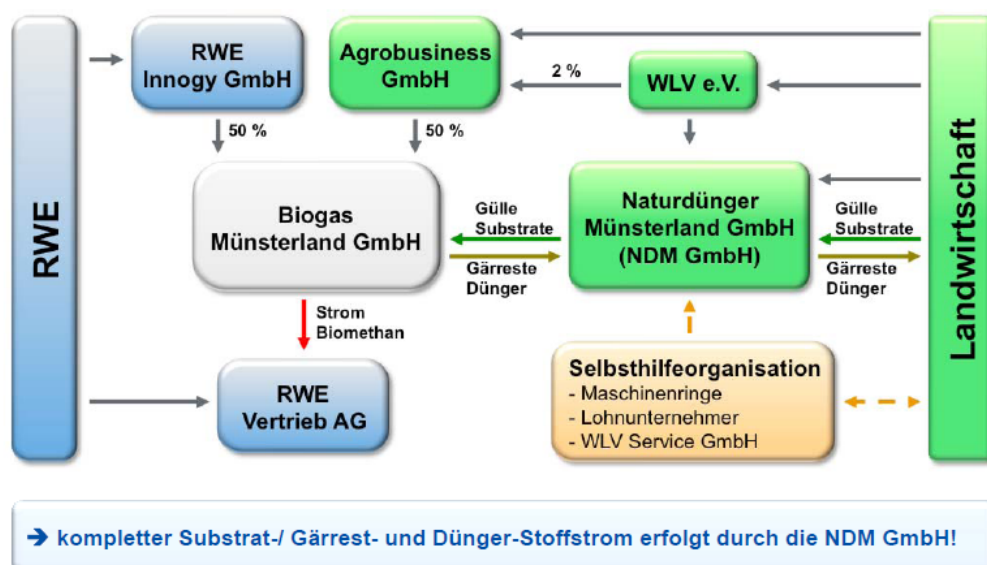 RWE
RWE
Innogy GmbH
Agrobusiness
GmbH
2 %
WLV e.V.
Landwirtschaft
50 %
50 %
Biogas
Münsterland GmbH
Gülle
Substrate
Gärreste
Dünger
Naturdünger
Münsterland GmbH
(NDM GmbH)
Gülle
Substrate
Gärreste
Dünger
Strom
Biomethan
RWE
Vertrieb AG
Selbsthilfeorganisation
- Maschinenringe
- Lohnunternehmer
- WLV Service GmbH
➔ kompletter Substrat-/ Gärrest- und Dünger-Stoffstrom erfolgt durch die NDM GmbH!